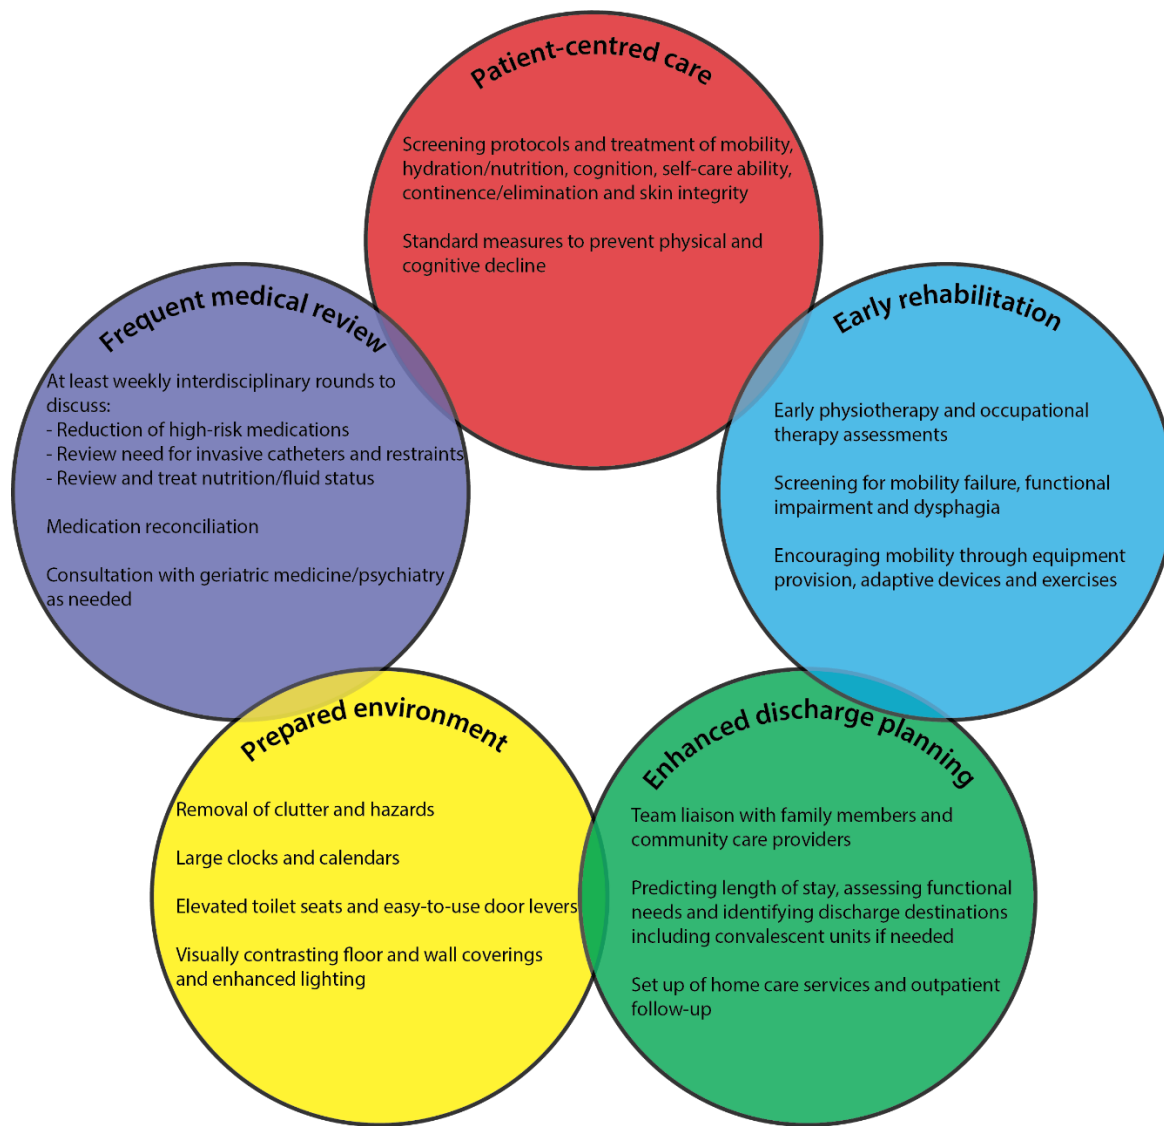 Patient-centred care
Screening protocols and treatment of mobility,
hydration/nutrition, cognition, self-care ability,
continence/elimination and skin integrity
Standard measures to prevent physical and
cognitive decline
Frequent medical review
At least weekly interdisciplinary rounds to
discuss:
- Reduction of high-risk medications
- Review need for invasive catheters and restraints
- Review and treat nutrition/fluid status
Medication reconciliation
Consultation with geriatric medicine/psychiatry
as needed
Early rehabilitation
Early physiotherapy and occupational
therapy assessments
Screening for mobility failure, functional
impairment and dysphagia
Encouraging mobility through equipment
provision, adaptive devices and exercises
Prepared environment
Removal of clutter and hazards
Large clocks and calendars
Elevated toilet seats and easy-to-use door levers
Visually contrasting floor and wall coverings
and enhanced lighting
Enhanced discharge planning
Team liaison with family members and
community care providers
Predicting length of stay, assessing functional
needs and identifying discharge destinations
including convalescent units if needed
Set up of home care services and outpatient
follow-up